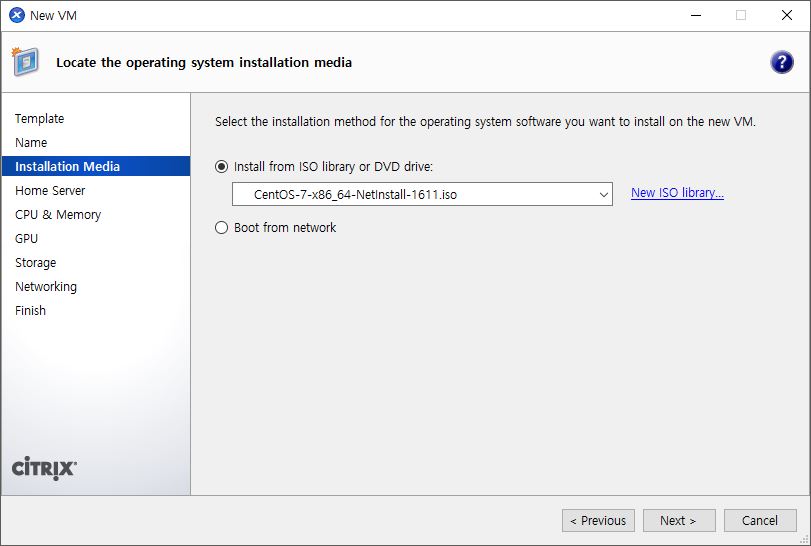 New VM
Locate the operating system installation media
?
Template
Name
Installation Media
Home Server
CPU & Memory
GPU
Storage
Networking
Finish
CITRIX
Select the installation method for the operating system software you want to install on the new VM.
Install from ISO library or DVD drive:
CentOS-7-x86_64-NetInstall-1611.iso
New ISO library...
Boot from network
< Previous
Next >
Cancel